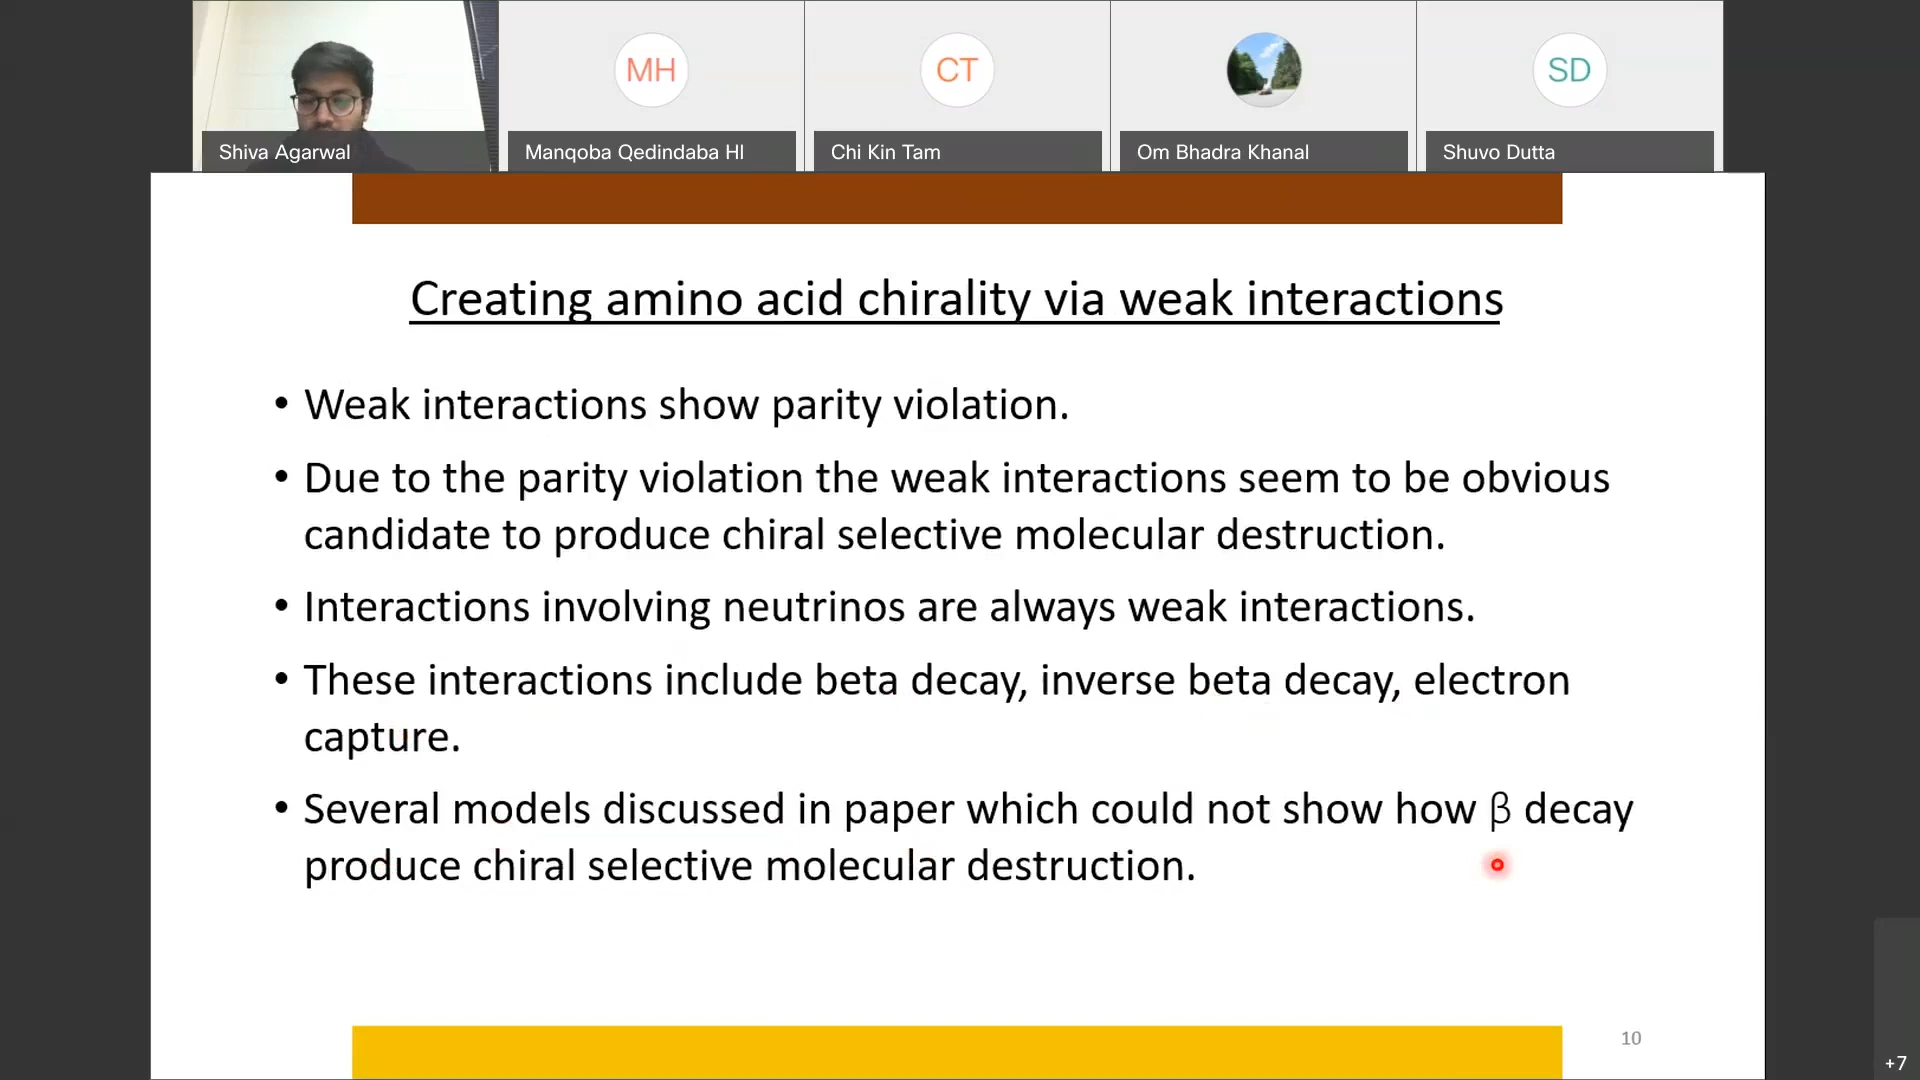 MH
CT
SD
Shiva Agarwal
Manqoba Qedindaba Hl
Chi Kin Tam
Om Bhadra Khanal
Shuvo Dutta
Creating amino acid chirality via weak interactions
• Weak interactions show parity violation.
• Due to the parity violation the weak interactions seem to be obvious
candidate to produce chiral selective molecular destruction.
• Interactions involving neutrinos are always weak interactions.
• These interactions include beta decay, inverse beta decay, electron
capture.
• Several models discussed in paper which could not show how β decay
produce chiral selective molecular destruction.
10
+7